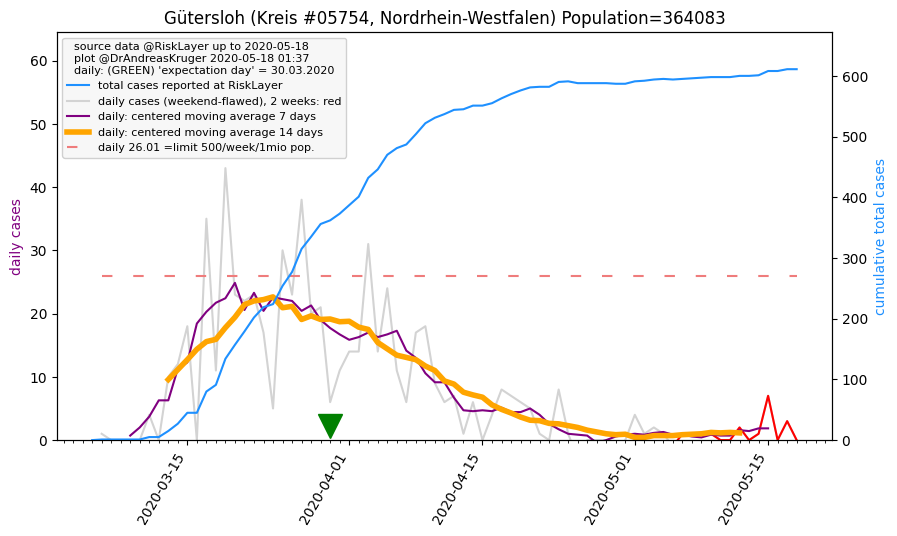 Gütersloh (Kreis #05754, Nordrhein-Westfalen) Population=364083
source data @RiskLayer up to 2020-05-18
plot @DrAndreasKruger 2020-05-18 01:37
daily: (GREEN) 'expectation day' = 30.03.2020
total cases reported at RiskLayer
daily cases (weekend-flawed), 2 weeks: red
daily: centered moving average 7 days
daily: centered moving average 14 days
daily 26.01 =limit 500/week/1mio pop.
daily cases
60
50
40
30
20
10
0
cumulative total cases
600
500
400
300
200
100
0
2020-03-15
2020-04-01
2020-04-15
2020-05-01
2020-05-15